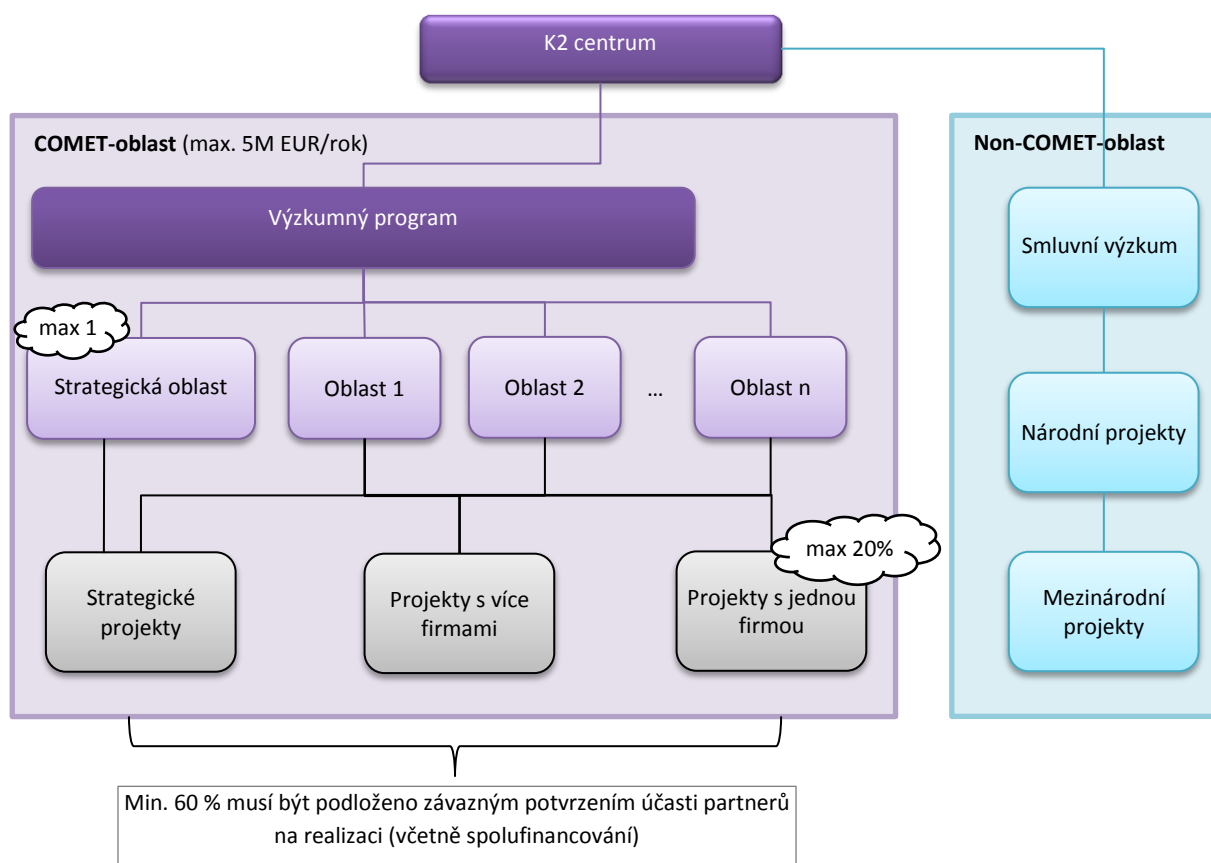 K2 centrum
COMET-oblast (max. 5M EUR/rok)
Non-COMET-oblast
Výzkumný program
Smluvní výzkum
max 1
Strategická oblast
Oblast 1
Oblast 2
...
Oblast n
Národní projekty
max 20%
Strategické
projekty
Projekty s více
firmami
Projekty s jednou
firmou
Mezinárodní
projekty
Min. 60 % musí být podloženo závazným potvrzením účasti partnerů
na realizaci (včetně spolufinancování)